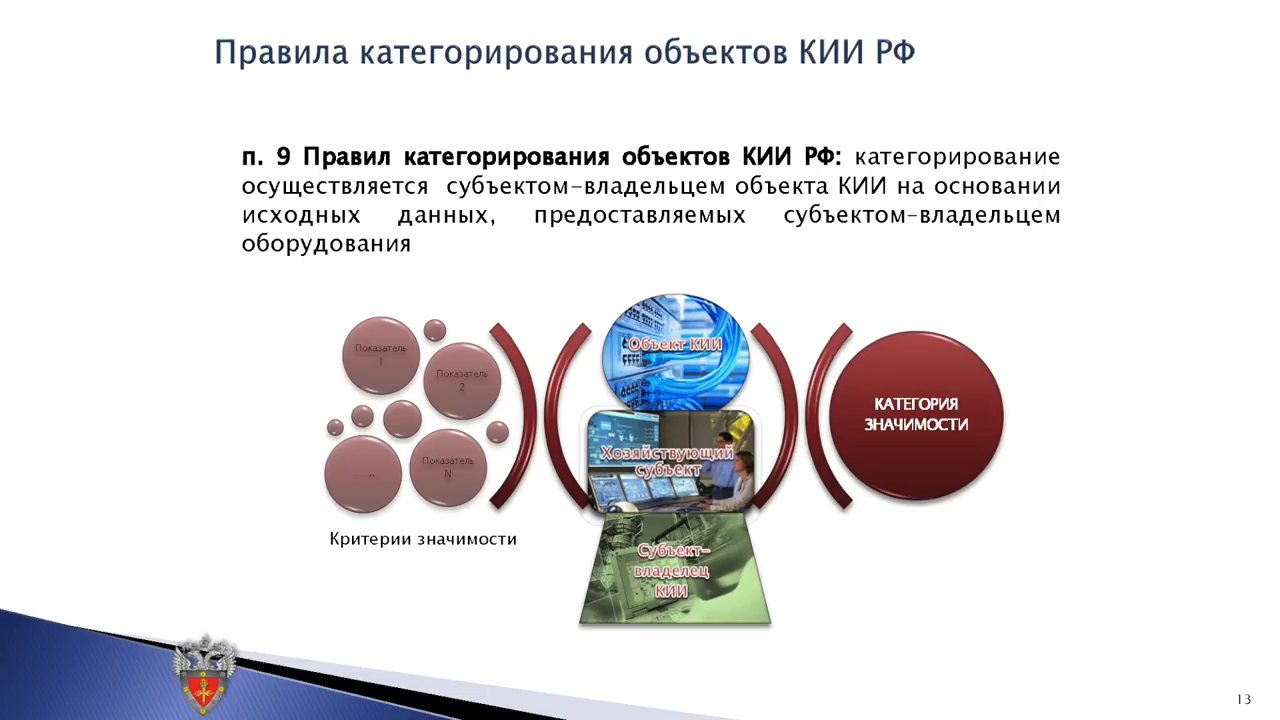 Правила категорирования объектов КИИ РФ
п. 9 Правил категорирования объектов КИИ РФ: категорирование
осуществляется субъектом-владельцем объекта КИИ на основании
исходных данных, предоставляемых субъектом-владельцем
оборудования
Показатель
1
Показатель
2
..
Показатель
N
Критерии значимости
Объект КИИ
Хозяйствующий
субъект
Субъект-
владелец
КИИ
КАТЕГОРИЯ
ЗНАЧИМОСТИ
13